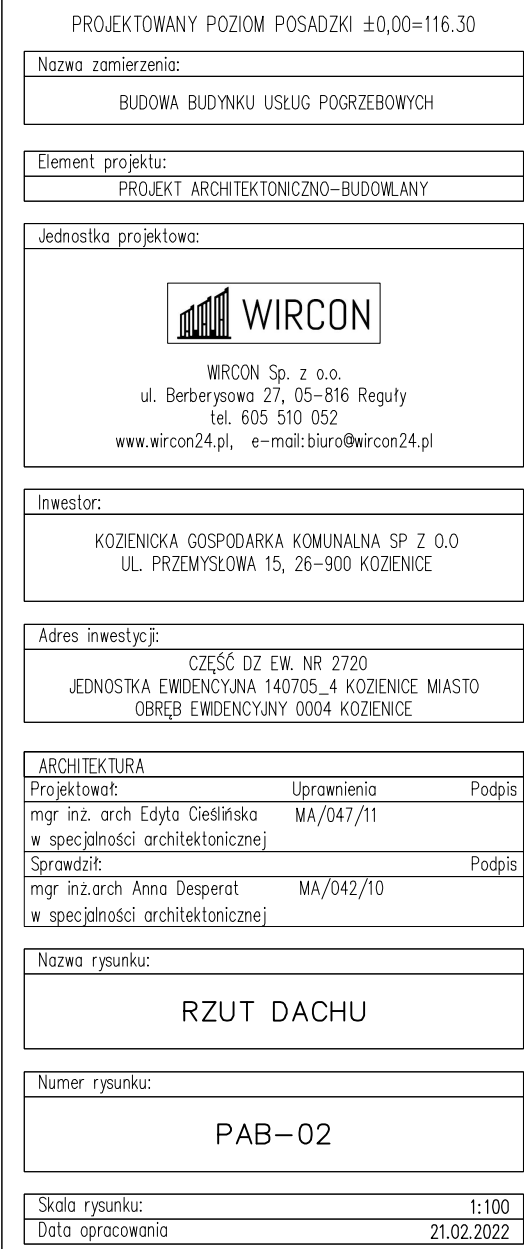 PROJEKTOWANY POZIOM POSADZKI ±0,00=116.30
Nazwa zamierzenia:
BUDOWA BUDYNKU USŁUG POGRZEBOWYCH
Element projektu:
PROJEKT ARCHITEKTONICZNO-BUDOWLANY
Jednostka projektowa:
WIRCON
WIRCON Sp. z o.o.
ul. Berberysowa 27, 05-816 Reguły
tel. 605 510 052
www.wircon24.pl, e-mail:biuro@wircon24.pl
Inwestor:
KOZIENICKA GOSPODARKA KOMUNALNA SP Z O.O
UL. PRZEMYSŁOWA 15, 26-900 KOZIENICE
Adres inwestycji:
CZĘŚĆ DZ EW. NR 2720
JEDNOSTKA EWIDENCYJNA 140705_4 KOZIENICE MIASTO
OBRĘB EWIDENCYJNY 0004 KOZIENICE
ARCHITEKTURA
Projektował: Uprawnienia Podpis
mgr inż. arch Edyta Cieślińska MA/047/11
w specjalności architektonicznej
Sprawdził: Podpis
mgr inż.arch Anna Desperat MA/042/10
w specjalności architektonicznej
Nazwa rysunku:
RZUT DACHU
Numer rysunku:
PAB-02
Skala rysunku: 1:100
Data opracowania 21.02.2022